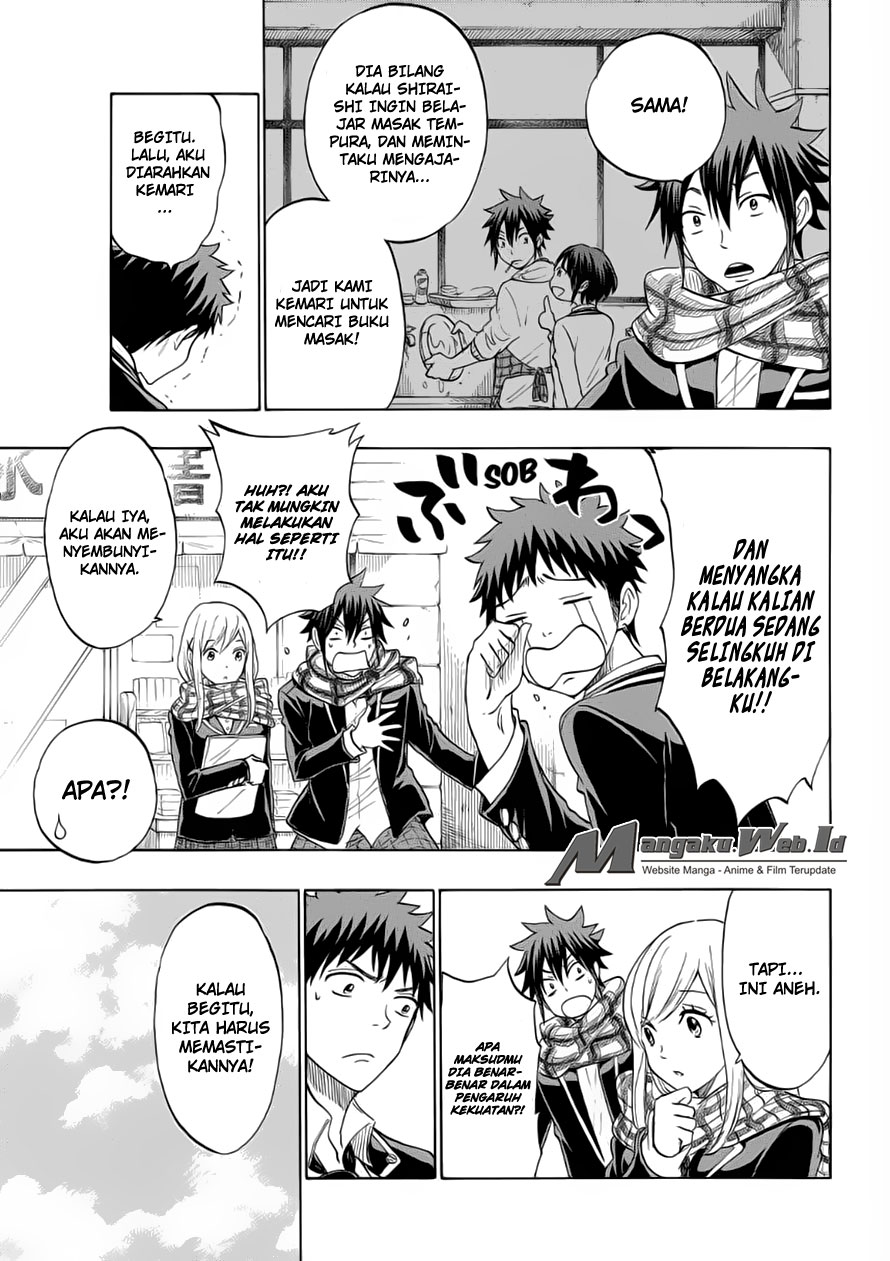 SAMA!
DIA BILANG
KALAU SHIRAI-
SHI INGIN BELA-
JAR MASAK TEM-
PURA, DAN MEMIN-
TAKU MENGAJA-
RINYA...
JADI KAMI
KEMARI UNTUK
MENCARI BUKU
MASAK!
BEGITU.
LALU, AKU
DIARAHKAN
KEMARI
...
DAN
MENYANGKA
KALAU KALIAN
BERDUA SEDANG
SELINGKUH DI
BELAKANG-
KU!!
SOB
ぶわっ
HUH?! AKU
TAK MUNGKIN
MELAKUKAN
HAL SEPERTI
ITU!!
KALAU IYA,
AKU AKAN ME-
NYEMBUNYI-
KANNYA.
書
APA?!
Mangaku.Web.Id
Website Manga - Anime & Film Terupdate
TAPI...
INI ANEH.
APA
MAKSUDMU
DIA BENAR-
BENAR DALAM
PENGARUH
KEKUATAN?!
KALAU
BEGITU,
KITA HARUS
MEMASTI-
KANNYA!